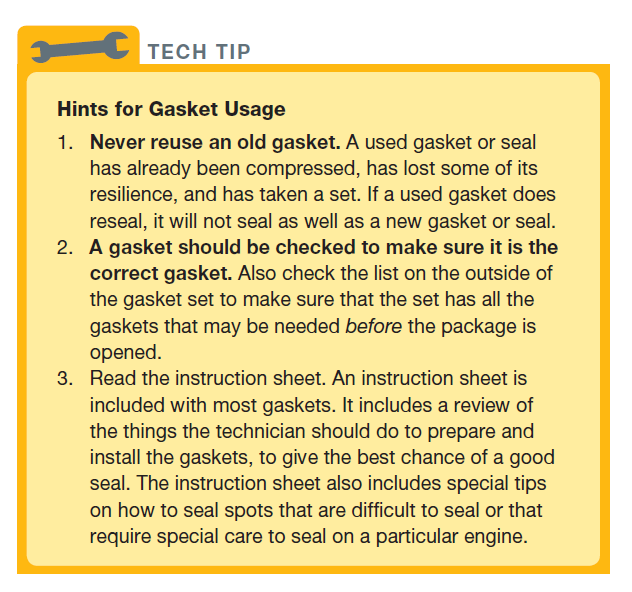 TECH TIP
Hints for Gasket Usage
1. Never reuse an old gasket. A used gasket or seal
has already been compressed, has lost some of its
resilience, and has taken a set. If a used gasket does
reseal, it will not seal as well as a new gasket or seal.
2. A gasket should be checked to make sure it is the
correct gasket. Also check the list on the outside of
the gasket set to make sure that the set has all the
gaskets that may be needed before the package is
opened.
3. Read the instruction sheet. An instruction sheet is
included with most gaskets. It includes a review of
the things the technician should do to prepare and
install the gaskets, to give the best chance of a good
seal. The instruction sheet also includes special tips
on how to seal spots that are difficult to seal or that
require special care to seal on a particular engine.